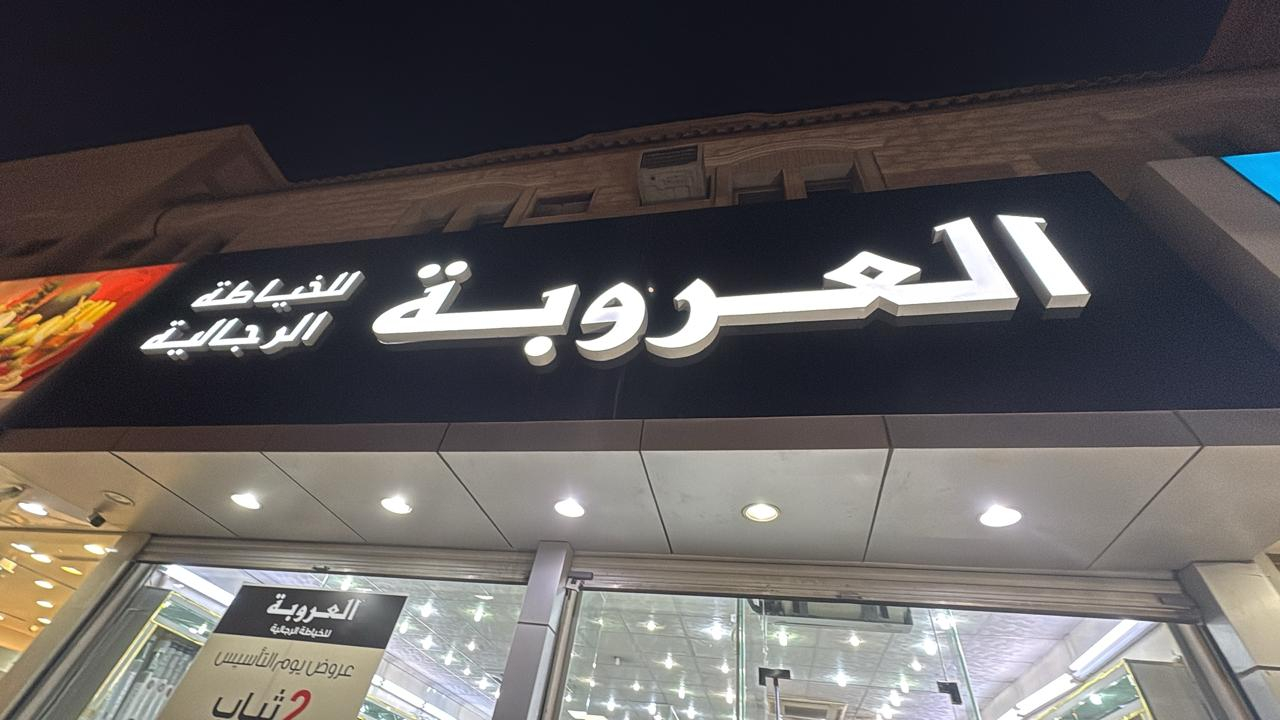 العروبة
للخياطة
الرجالية
العروبة
للخياطة الرجالية
عروض يوم التأسيس
2 ثياب